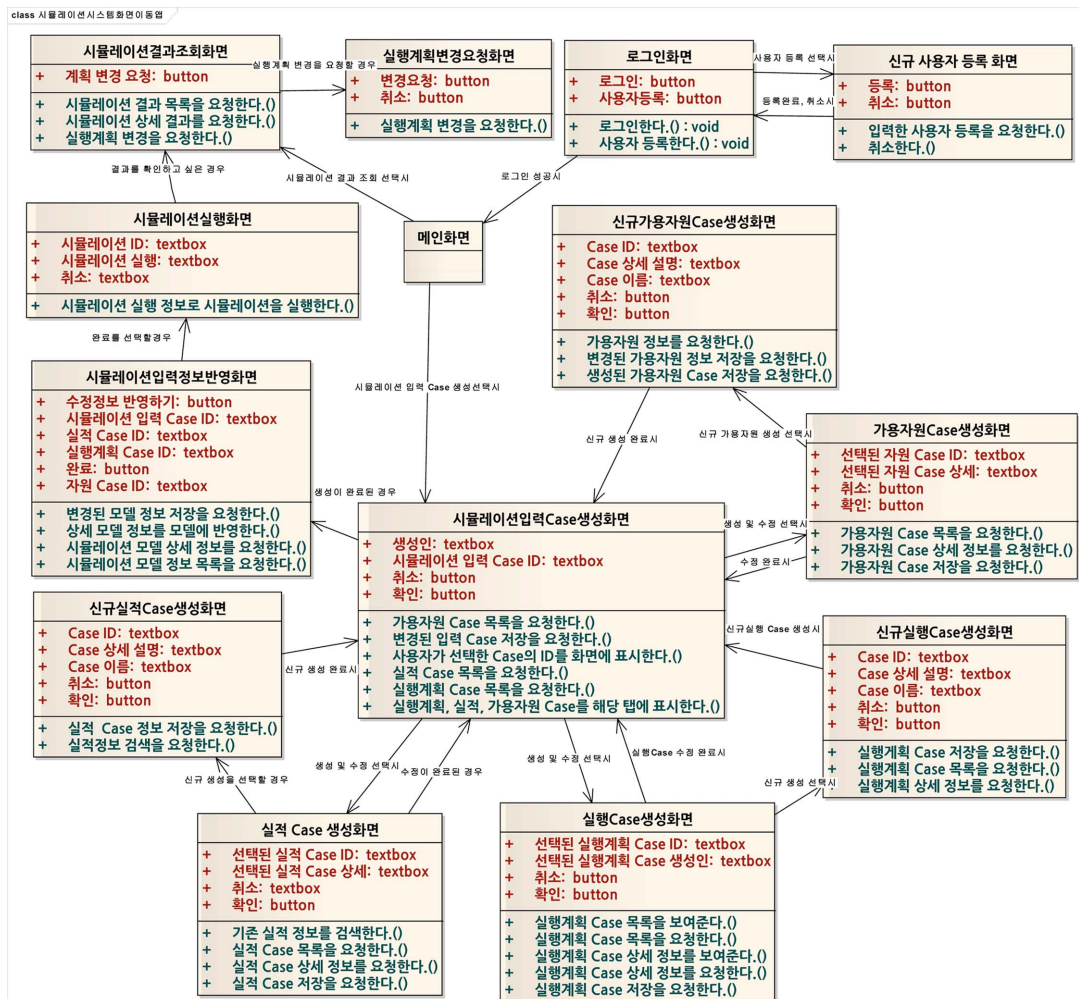 class 시뮬레이션시스템화면이동맵
시뮬레이션결과조회화면
+ 계획 변경 요청: button
+ 시뮬레이션 결과 목록을 요청한다.()
+ 시뮬레이션 상세 결과를 요청한다.()
+ 실행계획 변경을 요청한다.()
실행계획 변경을 요청할 경우
실행계획변경요청화면
+ 변경요청: button
+ 취소: button
+ 실행계획 변경을 요청한다.()
로그인화면
+ 로그인: button
+ 사용자등록: button
+ 로그인한다.() : void
+ 사용자 등록한다.() : void
사용자 등록 선택시
등록완료, 취소시
신규 사용자 등록 화면
+ 등록: button
+ 취소: button
+ 입력한 사용자 등록을 요청한다.()
+ 취소한다.()
결과를 확인하고 싶은 경우
시뮬레이션 결과 조회 선택시
로그인 성공시
시뮬레이션실행화면
+ 시뮬레이션 ID: textbox
+ 시뮬레이션 실행: textbox
+ 취소: textbox
+ 시뮬레이션 실행 정보로 시뮬레이션을 실행한다.()
메인화면
신규가용자원Case생성화면
+ Case ID: textbox
+ Case 상세 설명: textbox
+ Case 이름: textbox
+ 취소: button
+ 확인: button
+ 가용자원 정보를 요청한다.()
+ 변경된 가용자원 정보 저장을 요청한다.()
+ 생성된 가용자원 Case 저장을 요청한다.()
완료를 선택할경우
시뮬레이션입력정보반영화면
+ 수정정보 반영하기: button
+ 시뮬레이션 입력 Case ID: textbox
+ 실적 Case ID: textbox
+ 실행계획 Case ID: textbox
+ 완료: button
+ 자원 Case ID: textbox
+ 변경된 모델 정보 저장을 요청한다.()
+ 상세 모델 정보를 모델에 반영한다.()
+ 시뮬레이션 모델 상세 정보를 요청한다.()
+ 시뮬레이션 모델 정보 목록을 요청한다.()
시뮬레이션 입력 Case 생성선택시
신규 생성 완료시
신규 가용자원 생성 선택시
가용자원Case생성화면
+ 선택된 자원 Case ID: textbox
+ 선택된 자원 Case 상세: textbox
+ 취소: button
+ 확인: button
+ 가용자원 Case 목록을 요청한다.()
+ 가용자원 Case 상세 정보를 요청한다.()
+ 가용자원 Case 저장을 요청한다.()
생성이 완료된 경우
생성 및 수정 선택시
수정 완료시
시뮬레이션입력Case생성화면
+ 생성인: textbox
+ 시뮬레이션 입력 Case ID: textbox
+ 취소: button
+ 확인: button
+ 가용자원 Case 목록을 요청한다.()
+ 변경된 입력 Case 저장을 요청한다.()
+ 사용자가 선택한 Case의 ID를 화면에 표시한다.()
+ 실적 Case 목록을 요청한다.()
+ 실행계획 Case 목록을 요청한다.()
+ 실행계획, 실적, 가용자원 Case를 해당 탭에 표시한다.()
신규실적Case생성화면
+ Case ID: textbox
+ Case 상세 설명: textbox
+ Case 이름: textbox
+ 취소: button
+ 확인: button
+ 실적 Case 정보 저장을 요청한다.()
+ 실적정보 검색을 요청한다.()
신규 생성 완료시
신규실행 Case 생성시
신규실행Case생성화면
+ Case ID: textbox
+ Case 상세 설명: textbox
+ Case 이름: textbox
+ 취소: button
+ 확인: button
+ 실행계획 Case 저장을 요청한다.()
+ 실행계획 Case 목록을 요청한다.()
+ 실행계획 상세 정보를 요청한다.()
신규 생성을 선택할 경우
생성 및 수정 선택시
수정이 완료된 경우
생성 및 수정 선택시
실행Case 수정 완료시
신규 생성 선택시
실적 Case 생성화면
+ 선택된 실적 Case ID: textbox
+ 선택된 실적 Case 상세: textbox
+ 취소: textbox
+ 확인: button
+ 기존 실적 정보를 검색한다.()
+ 실적 Case 목록을 요청한다.()
+ 실적 Case 상세 정보를 요청한다.()
+ 실적 Case 저장을 요청한다.()
실행Case생성화면
+ 선택된 실행계획 Case ID: textbox
+ 선택된 실행계획 Case 생성인: textbox
+ 취소: button
+ 확인: button
+ 실행계획 Case 목록을 보여준다.()
+ 실행계획 Case 목록을 요청한다.()
+ 실행계획 Case 상세 정보를 보여준다.()
+ 실행계획 Case 상세 정보를 요청한다.()
+ 실행계획 Case 저장을 요청한다.()